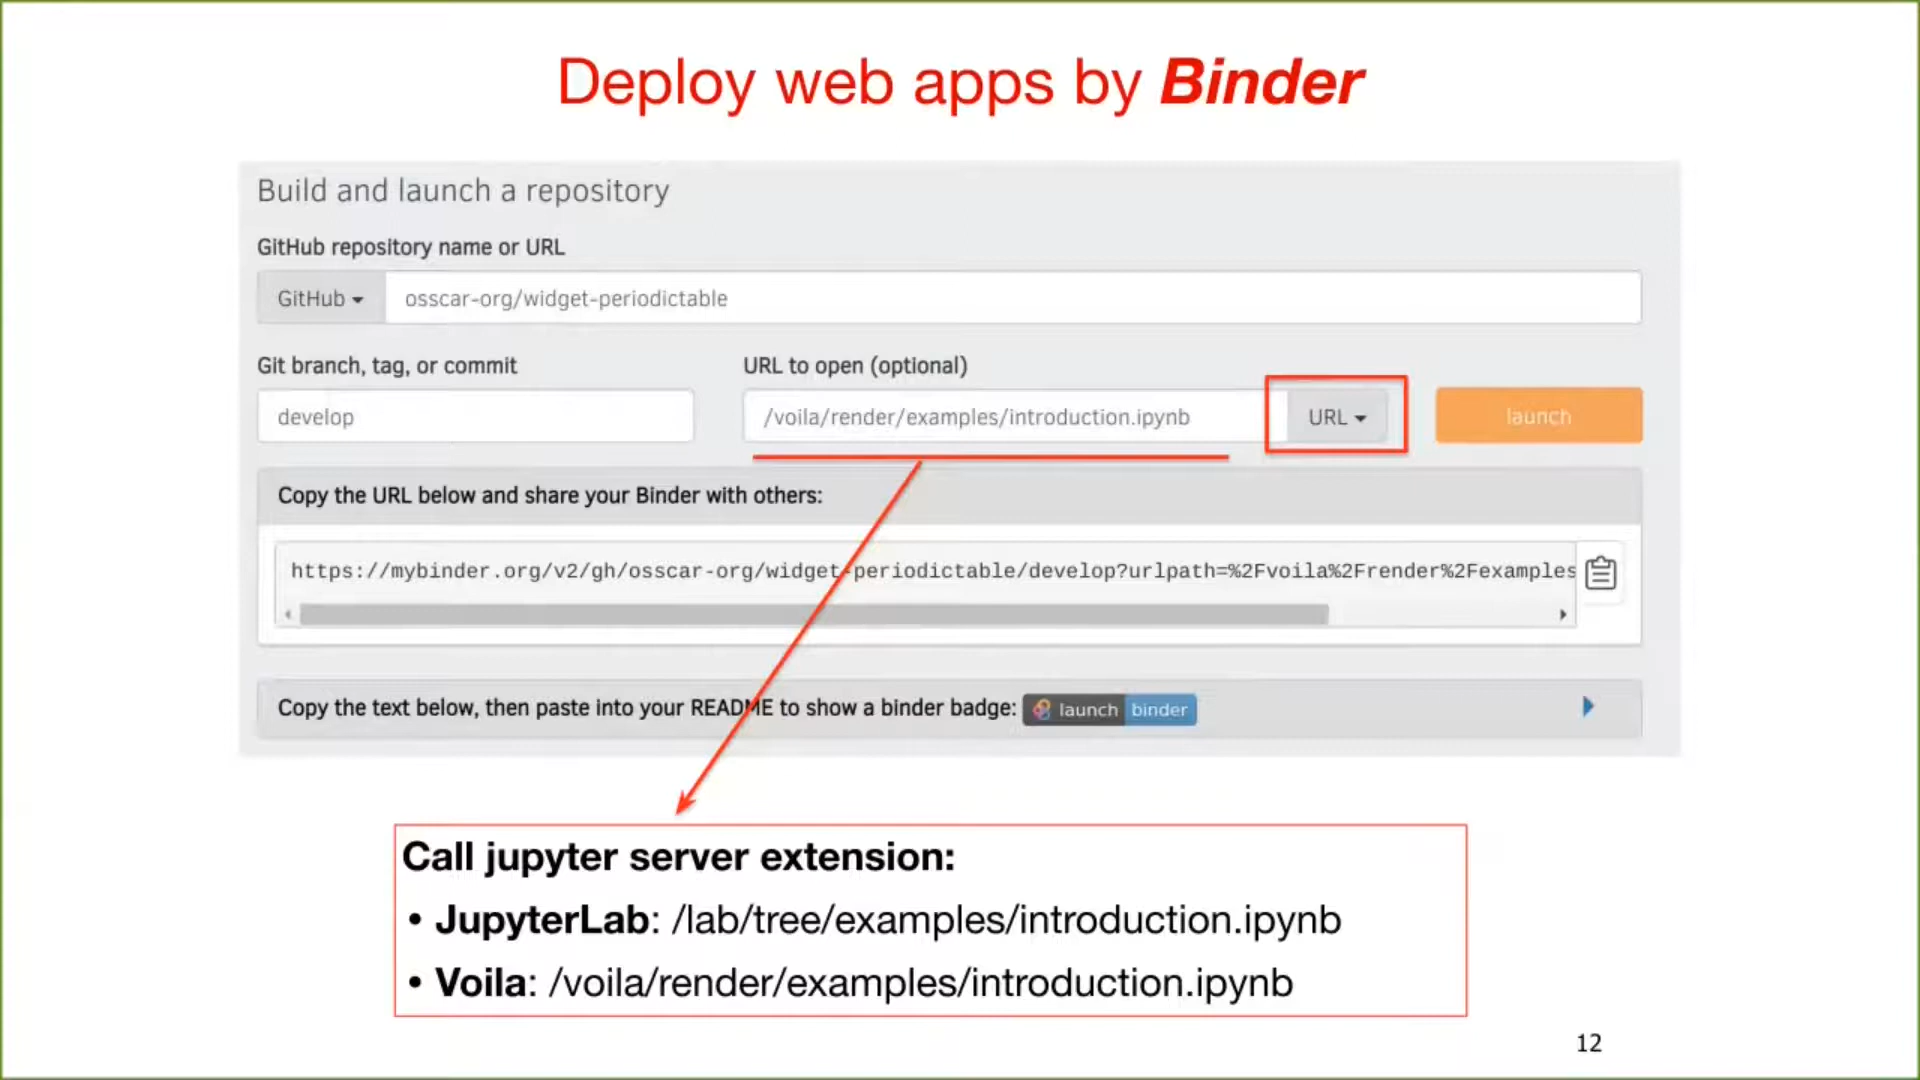 Deploy web apps by Binder
Build and launch a repository
GitHub repository name or URL
GitHub
osscar-org/widget-periodictable
Git branch, tag, or commit
URL to open (optional)
develop
/voila/render/examples/introduction.ipynb
URL
launch
Copy the URL below and share your Binder with others:
https://mybinder.org/v2/gh/osscar-org/widget-periodictable/develop?urlpath=%2Fvoila%2Frender%2Fexamples
Copy the text below, then paste into your README to show a binder badge:
launch binder
Call jupyter server extension:
• JupyterLab: /lab/tree/examples/introduction.ipynb
• Voila: /voila/render/examples/introduction.ipynb
12